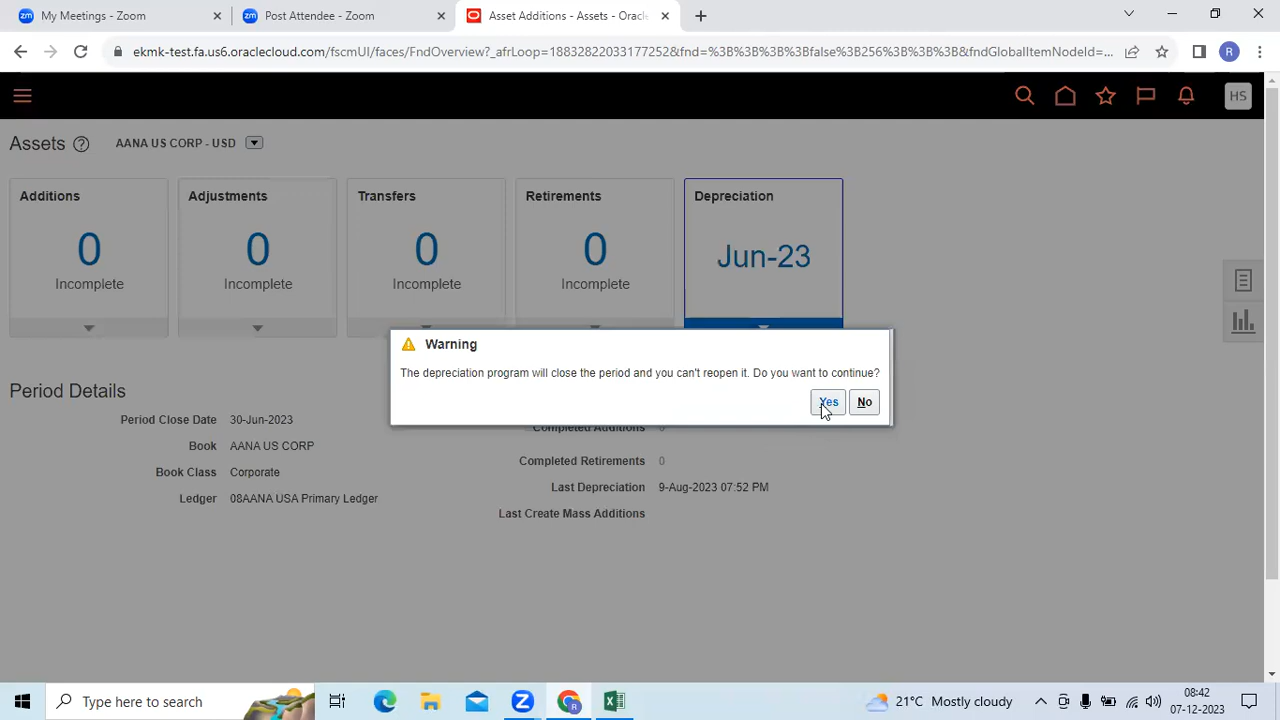 My Meetings - Zoom
Post Attendee - Zoom
Asset Additions - Assets - Oracl
ekmk-test.fa.us6.oraclecloud.com/fscmUI/faces/FndOverview?_afrLoop=18832822033177252&fnd=%3B%3B%3B%3Bfalse%3B256%3B%3B%3B&fndGlobalItemNodeId=...
R
HS
Assets
AANA US CORP - USD
Additions
0
Incomplete
Adjustments
0
Incomplete
Transfers
0
Incomplete
Retirements
0
Incomplete
Depreciation
Jun-23
Warning
The depreciation program will close the period and you can't reopen it. Do you want to continue?
Yes
No
Period Details
Period Close Date 30-Jun-2023
Book AANA US CORP
Book Class Corporate
Ledger 08AANA USA Primary Ledger
Completed Additions 0
Completed Retirements 0
Last Depreciation 9-Aug-2023 07:52 PM
Last Create Mass Additions
Type here to search
21°C Mostly cloudy
08:42
07-12-2023